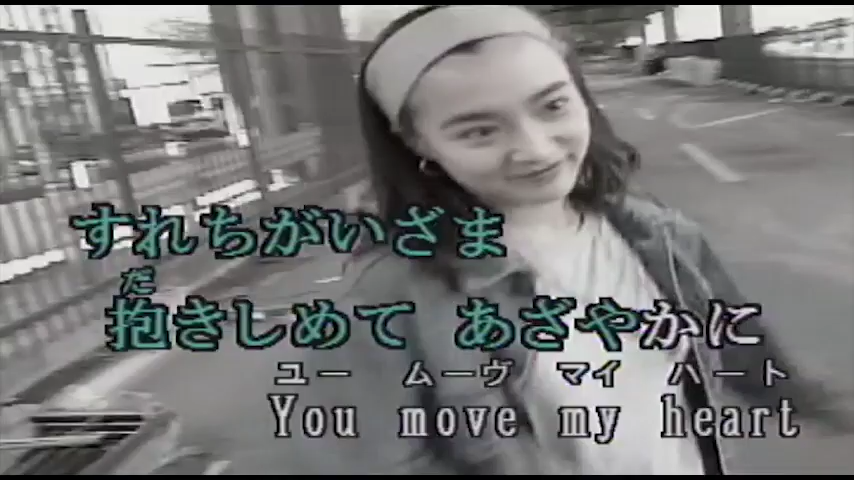 すれちがいざま
だ
抱きしめて あざやかに
ユー ムーヴ マイ ハート
You move my heart